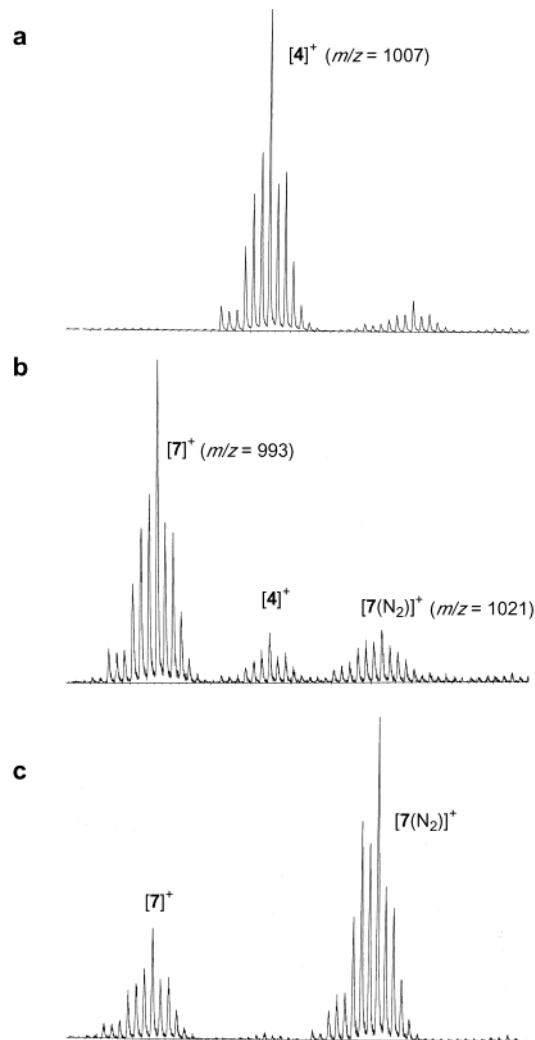 a
[4]⁺ (m/z = 1007)
b
[7]⁺ (m/z = 993)
[4]⁺
[7(N₂)]⁺ (m/z = 1021)
c
[7(N₂)]⁺
[7]⁺